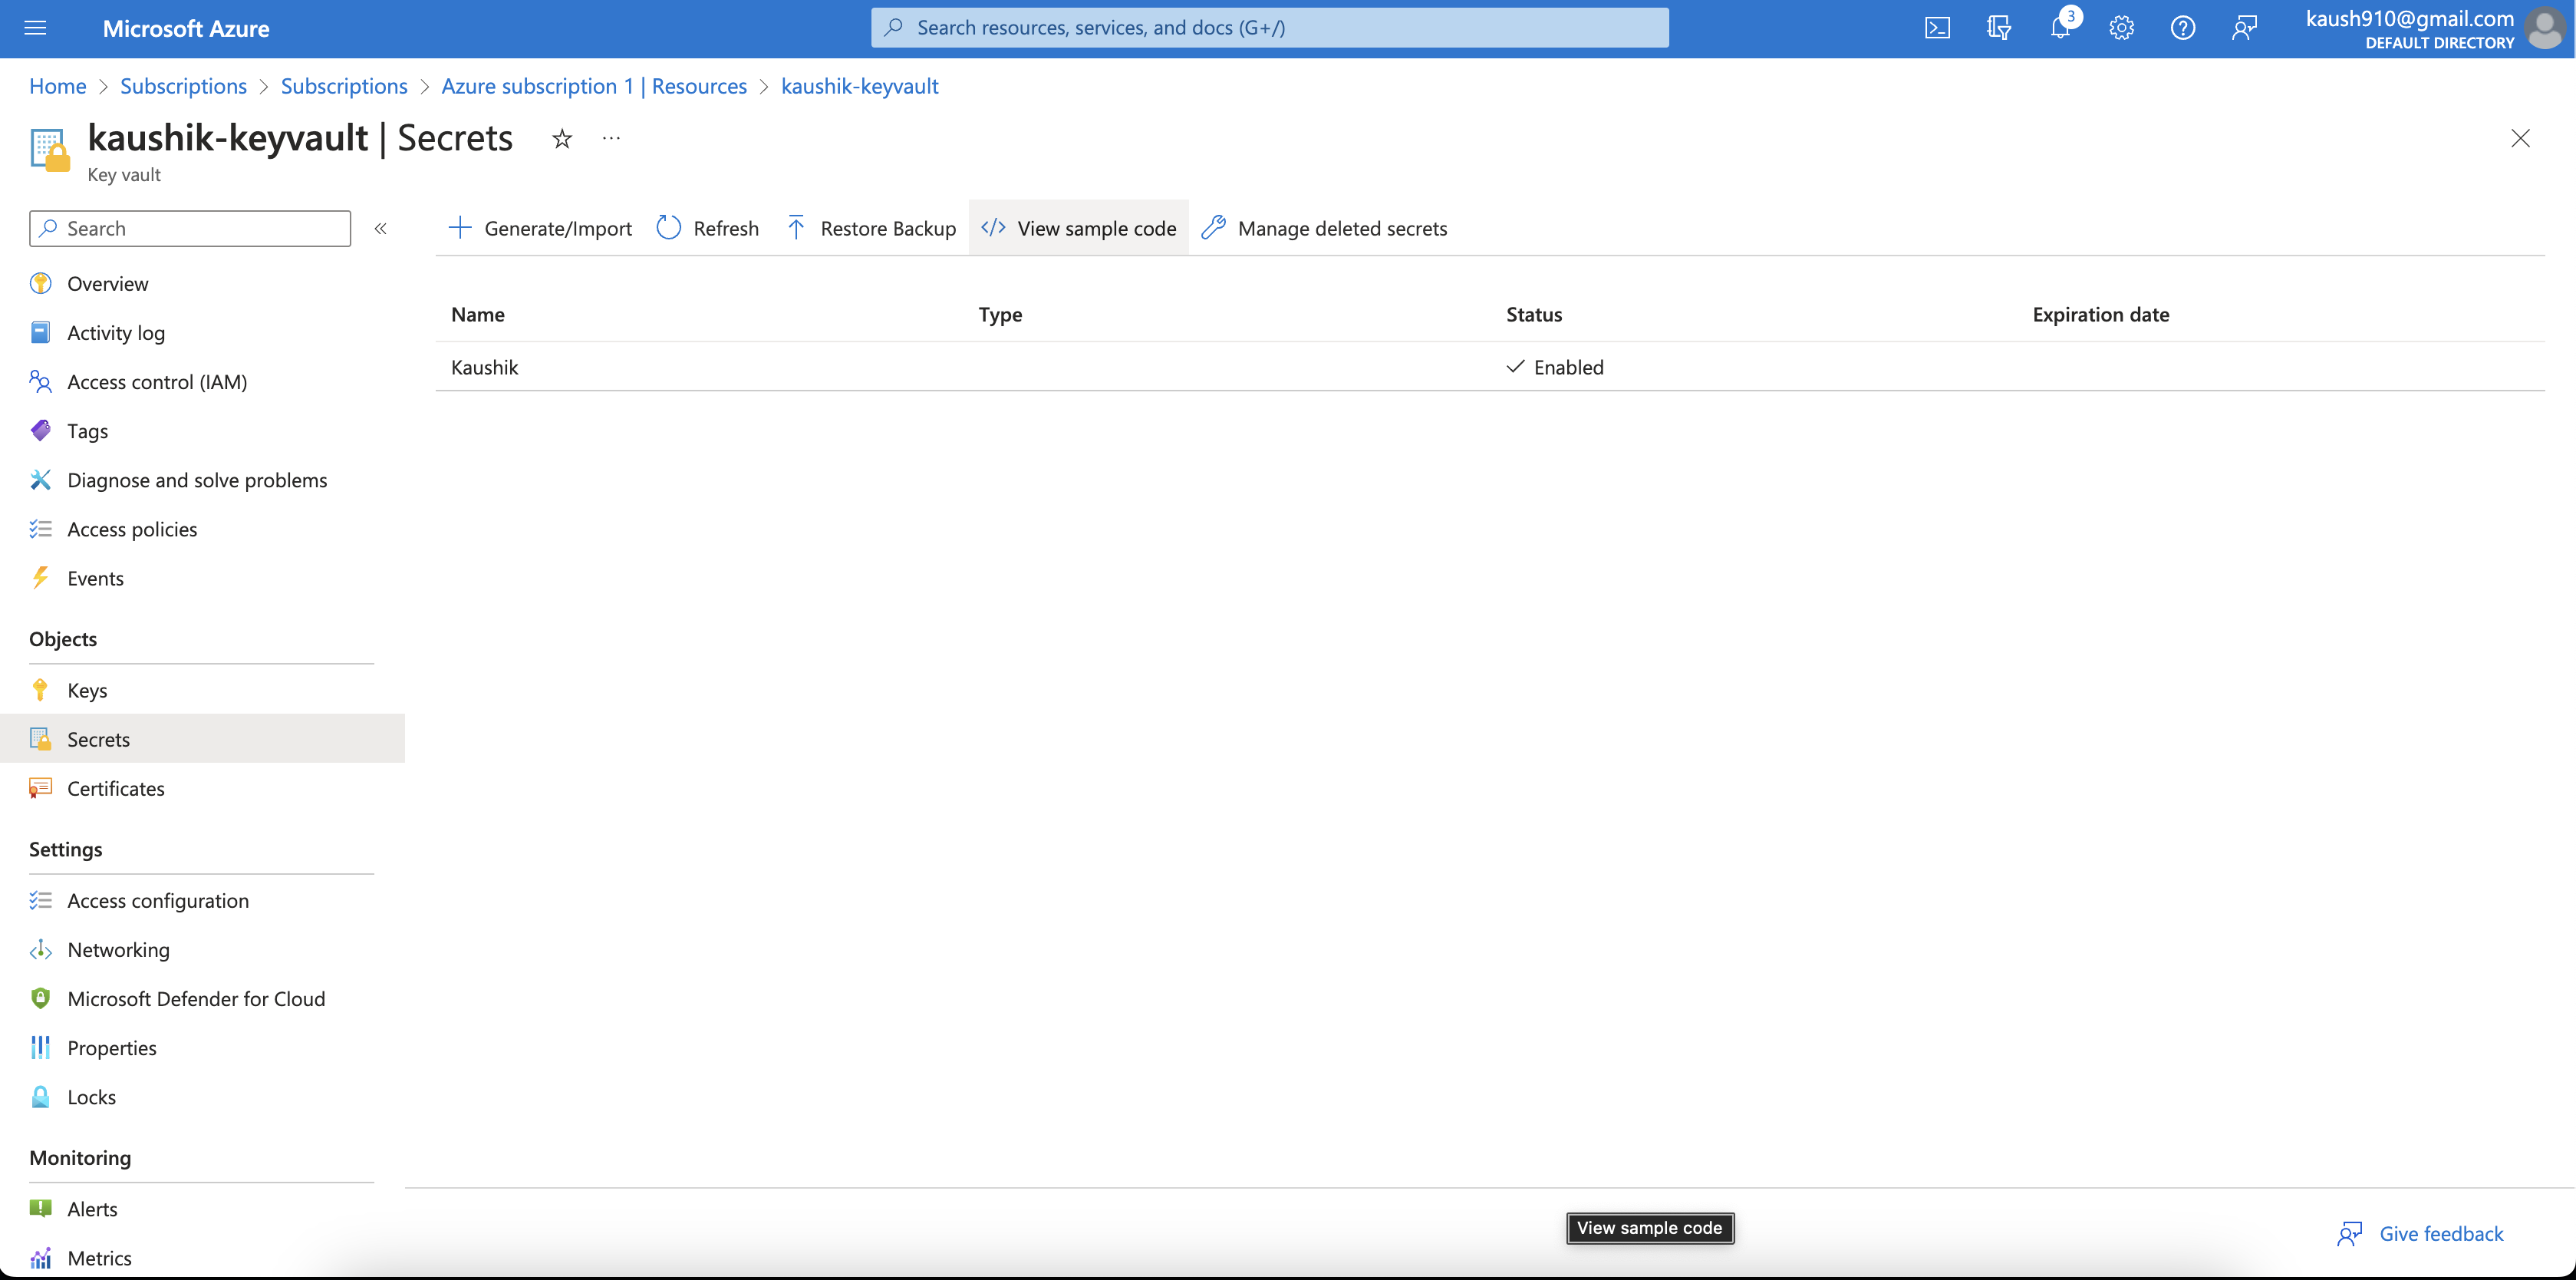 Microsoft Azure
Search resources, services, and docs (G+/)
3
kaush910@gmail.com
DEFAULT DIRECTORY
Home > Subscriptions > Subscriptions > Azure subscription 1 | Resources > kaushik-keyvault
kaushik-keyvault | Secrets
Key vault
Search
Generate/Import
Refresh
Restore Backup
View sample code
Manage deleted secrets
Name Type Status Expiration date
Kaushik Enabled
Overview
Activity log
Access control (IAM)
Tags
Diagnose and solve problems
Access policies
Events
Objects
Keys
Secrets
Certificates
Settings
Access configuration
Networking
Microsoft Defender for Cloud
Properties
Locks
Monitoring
Alerts
Metrics
View sample code
Give feedback